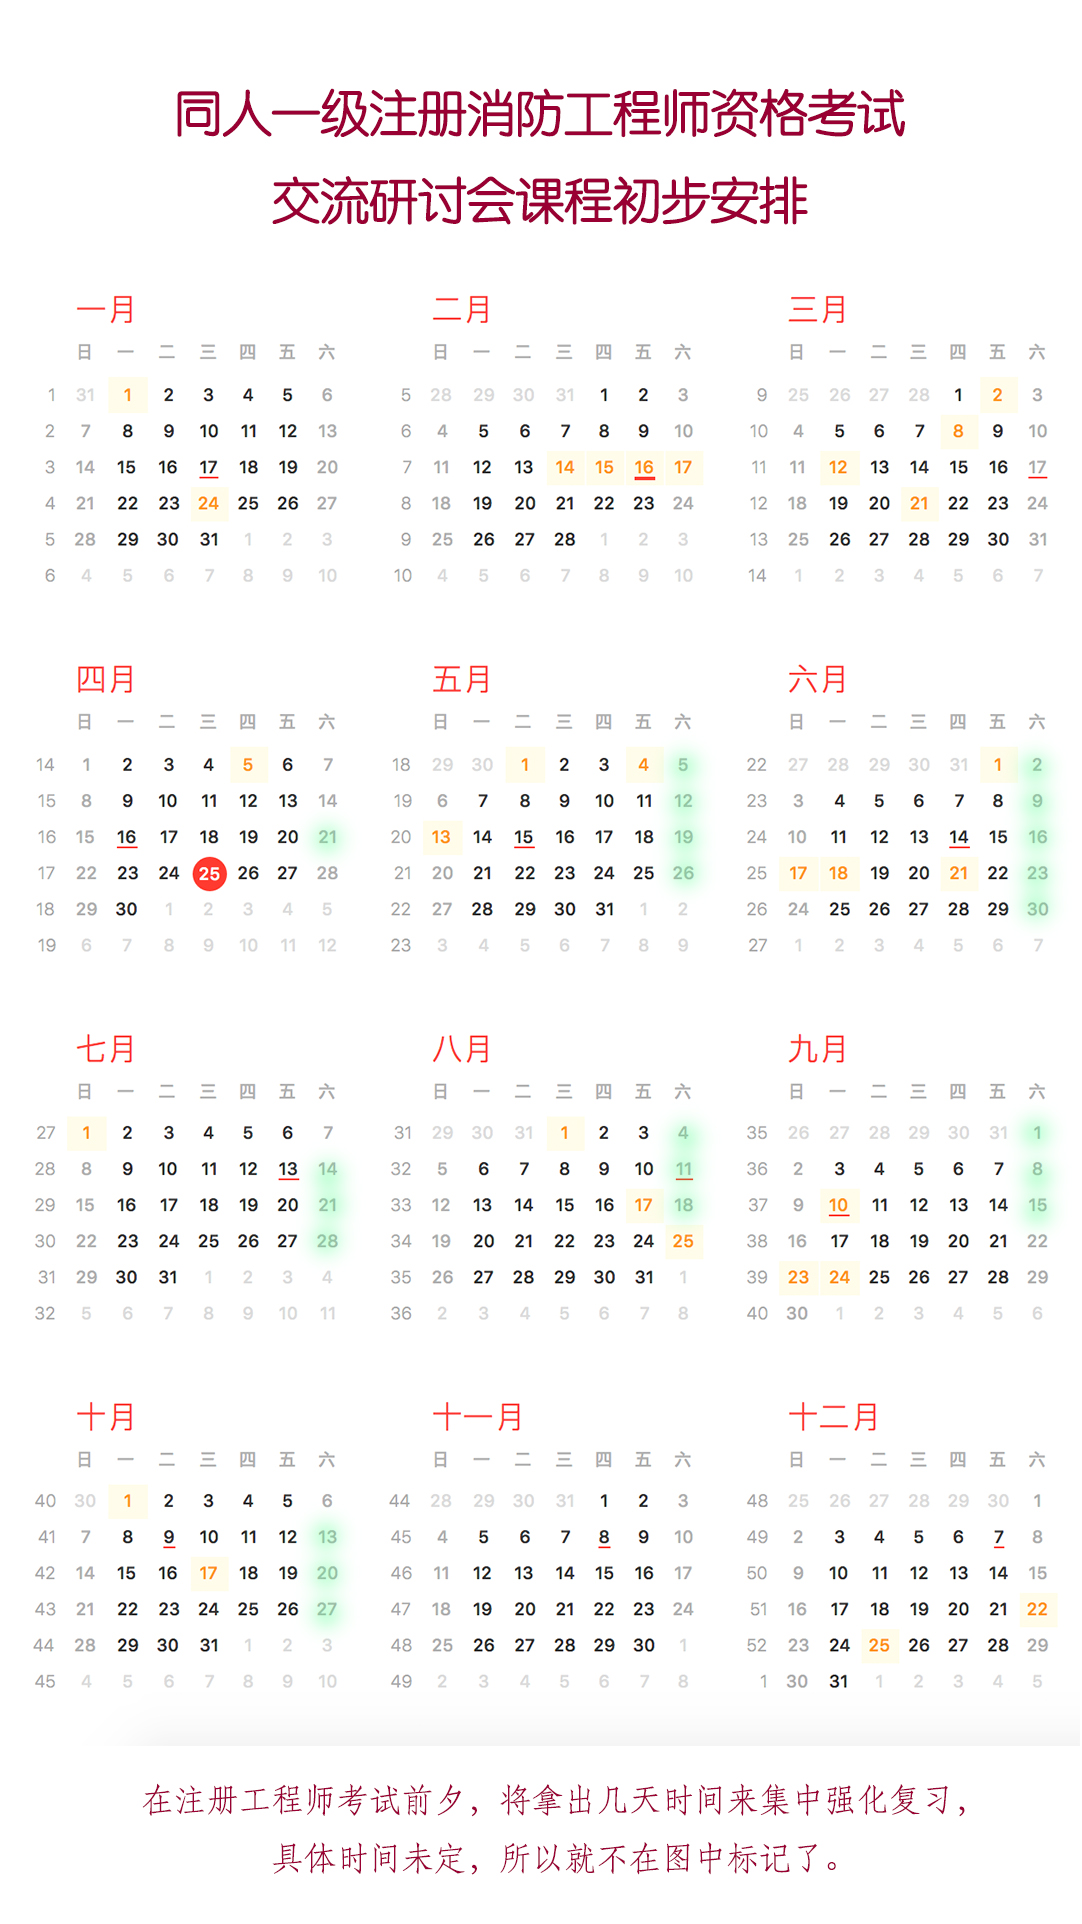 同人一级注册消防工程师资格考试
交流研讨会课程初步安排
一月
日 一 二 三 四 五 六
1 31 1 2 3 4 5 6
2 7 8 9 10 11 12 13
3 14 15 16 17 18 19 20
4 21 22 23 24 25 26 27
5 28 29 30 31 1 2 3
6 4 5 6 7 8 9 10
二月
日 一 二 三 四 五 六
5 28 29 30 31 1 2 3
6 4 5 6 7 8 9 10
7 11 12 13 14 15 16 17
8 18 19 20 21 22 23 24
9 25 26 27 28 1 2 3
10 4 5 6 7 8 9 10
三月
日 一 二 三 四 五 六
9 25 26 27 28 1 2 3
10 4 5 6 7 8 9 10
11 11 12 13 14 15 16 17
12 18 19 20 21 22 23 24
13 25 26 27 28 29 30 31
14 1 2 3 4 5 6 7
四月
日 一 二 三 四 五 六
14 1 2 3 4 5 6 7
15 8 9 10 11 12 13 14
16 15 16 17 18 19 20 21
17 22 23 24 25 26 27 28
18 29 30 1 2 3 4 5
19 6 7 8 9 10 11 12
五月
日 一 二 三 四 五 六
18 29 30 1 2 3 4 5
19 6 7 8 9 10 11 12
20 13 14 15 16 17 18 19
21 20 21 22 23 24 25 26
22 27 28 29 30 31 1 2
23 3 4 5 6 7 8 9
六月
日 一 二 三 四 五 六
22 27 28 29 30 31 1 2
23 3 4 5 6 7 8 9
24 10 11 12 13 14 15 16
25 17 18 19 20 21 22 23
26 24 25 26 27 28 29 30
27 1 2 3 4 5 6 7
七月
日 一 二 三 四 五 六
27 1 2 3 4 5 6 7
28 8 9 10 11 12 13 14
29 15 16 17 18 19 20 21
30 22 23 24 25 26 27 28
31 29 30 31 1 2 3 4
32 5 6 7 8 9 10 11
八月
日 一 二 三 四 五 六
31 29 30 31 1 2 3 4
32 5 6 7 8 9 10 11
33 12 13 14 15 16 17 18
34 19 20 21 22 23 24 25
35 26 27 28 29 30 31 1
36 2 3 4 5 6 7 8
九月
日 一 二 三 四 五 六
35 26 27 28 29 30 31 1
36 2 3 4 5 6 7 8
37 9 10 11 12 13 14 15
38 16 17 18 19 20 21 22
39 23 24 25 26 27 28 29
40 30 1 2 3 4 5 6
十月
日 一 二 三 四 五 六
40 30 1 2 3 4 5 6
41 7 8 9 10 11 12 13
42 14 15 16 17 18 19 20
43 21 22 23 24 25 26 27
44 28 29 30 31 1 2 3
45 4 5 6 7 8 9 10
十一月
日 一 二 三 四 五 六
44 28 29 30 31 1 2 3
45 4 5 6 7 8 9 10
46 11 12 13 14 15 16 17
47 18 19 20 21 22 23 24
48 25 26 27 28 29 30 1
49 2 3 4 5 6 7 8
十二月
日 一 二 三 四 五 六
48 25 26 27 28 29 30 1
49 2 3 4 5 6 7 8
50 9 10 11 12 13 14 15
51 16 17 18 19 20 21 22
52 23 24 25 26 27 28 29
1 30 31 1 2 3 4 5
在注册工程师考试前夕，将拿出几天时间来集中强化复习，
具体时间未定，所以就不在图中标记了。